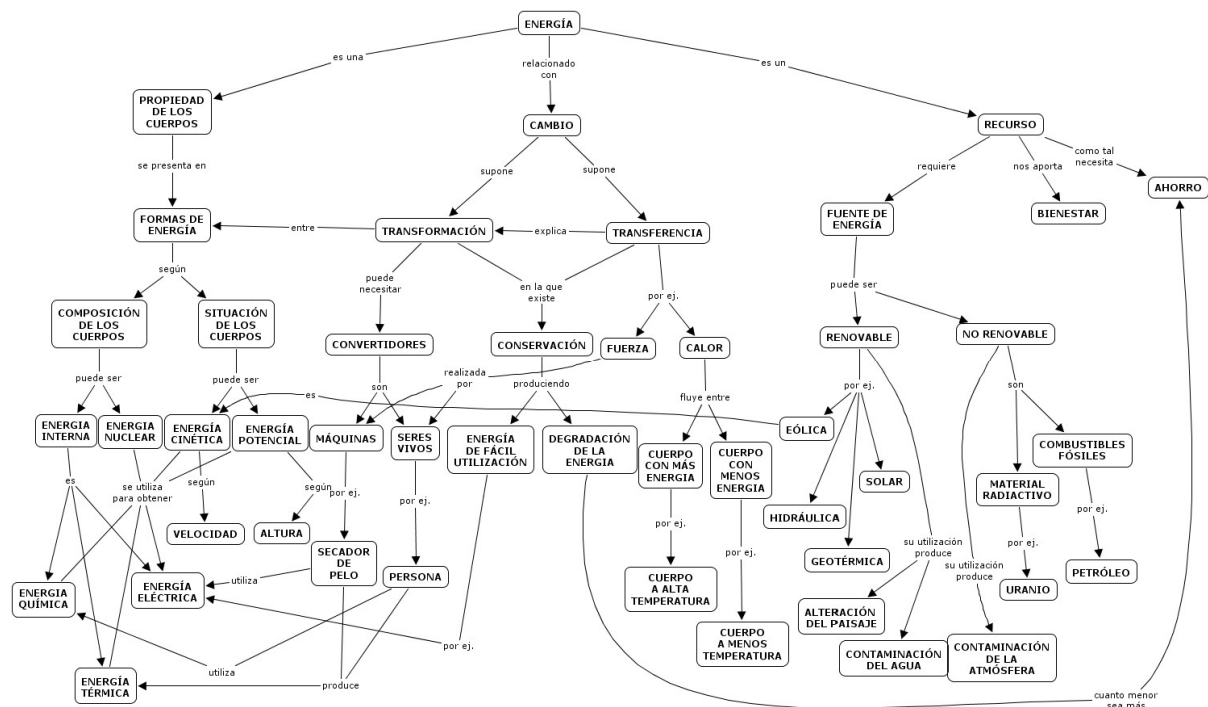 ENERGÍA
es una
relacionado
con
es un
PROPIEDAD
DE LOS
CUERPOS
CAMBIO
RECURSO
se presenta en
supone
supone
requiere
nos aporta
como tal
necesita
AHORRO
FORMAS DE
ENERGÍA
entre
TRANSFORMACIÓN
explica
TRANSFERENCIA
FUENTE DE
ENERGÍA
BIENESTAR
según
puede
necesitar
en la que
existe
por ej.
puede ser
COMPOSICIÓN
DE LOS
CUERPOS
SITUACIÓN
DE LOS
CUERPOS
CONVERTIDORES
CONSERVACIÓN
FUERZA
CALOR
RENOVABLE
NO RENOVABLE
puede ser
puede ser
son
realizada
por
produciendo
fluye entre
por ej.
son
es
ENERGIA
INTERNA
ENERGIA
NUCLEAR
ENERGÍA
CINÉTICA
ENERGÍA
POTENCIAL
MÁQUINAS
SERES
VIVOS
ENERGÍA
DE FÁCIL
UTILIZACIÓN
DEGRADACIÓN
DE LA
ENERGIA
CUERPO
CON MÁS
ENERGIA
CUERPO
CON
MENOS
ENERGIA
EÓLICA
COMBUSTIBLES
FÓSILES
es
se utiliza
para obtener
según
según
por ej.
por ej.
SOLAR
MATERIAL
RADIACTIVO
HIDRÁULICA
por ej.
VELOCIDAD
ALTURA
por ej.
por ej.
por ej.
SECADOR
DE
PELO
GEOTÉRMICA
su utilización
produce
su utilización
produce
PETRÓLEO
ENERGIA
QUÍMICA
ENERGÍA
ELÉCTRICA
utiliza
PERSONA
CUERPO
A ALTA
TEMPERATURA
URANIO
ALTERACIÓN
DEL PAISAJE
CUERPO
A MENOS
TEMPERATURA
por ej.
utiliza
CONTAMINACIÓN
DEL AGUA
CONTAMINACIÓN
DE LA
ATMÓSFERA
ENERGÍA
TÉRMICA
produce
cuanto menor
sea más